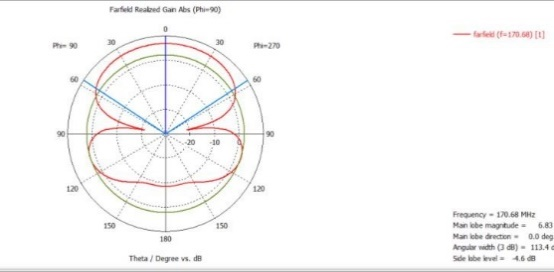 Farfield Realized Gain Abs (Phi=90)
farfield (f=170.68) [1]
0
Phi= 90
30
30
Phi=270
60
60
90
-20
-10
0
90
120
120
150
150
180
Theta / Degree vs. dB
Frequency = 170.68 MHz
Main lobe magnitude = 6.83
Main lobe direction = 0.0 deg
Angular width (3 dB) = 113.4 d
Side lobe level = -4.6 dB